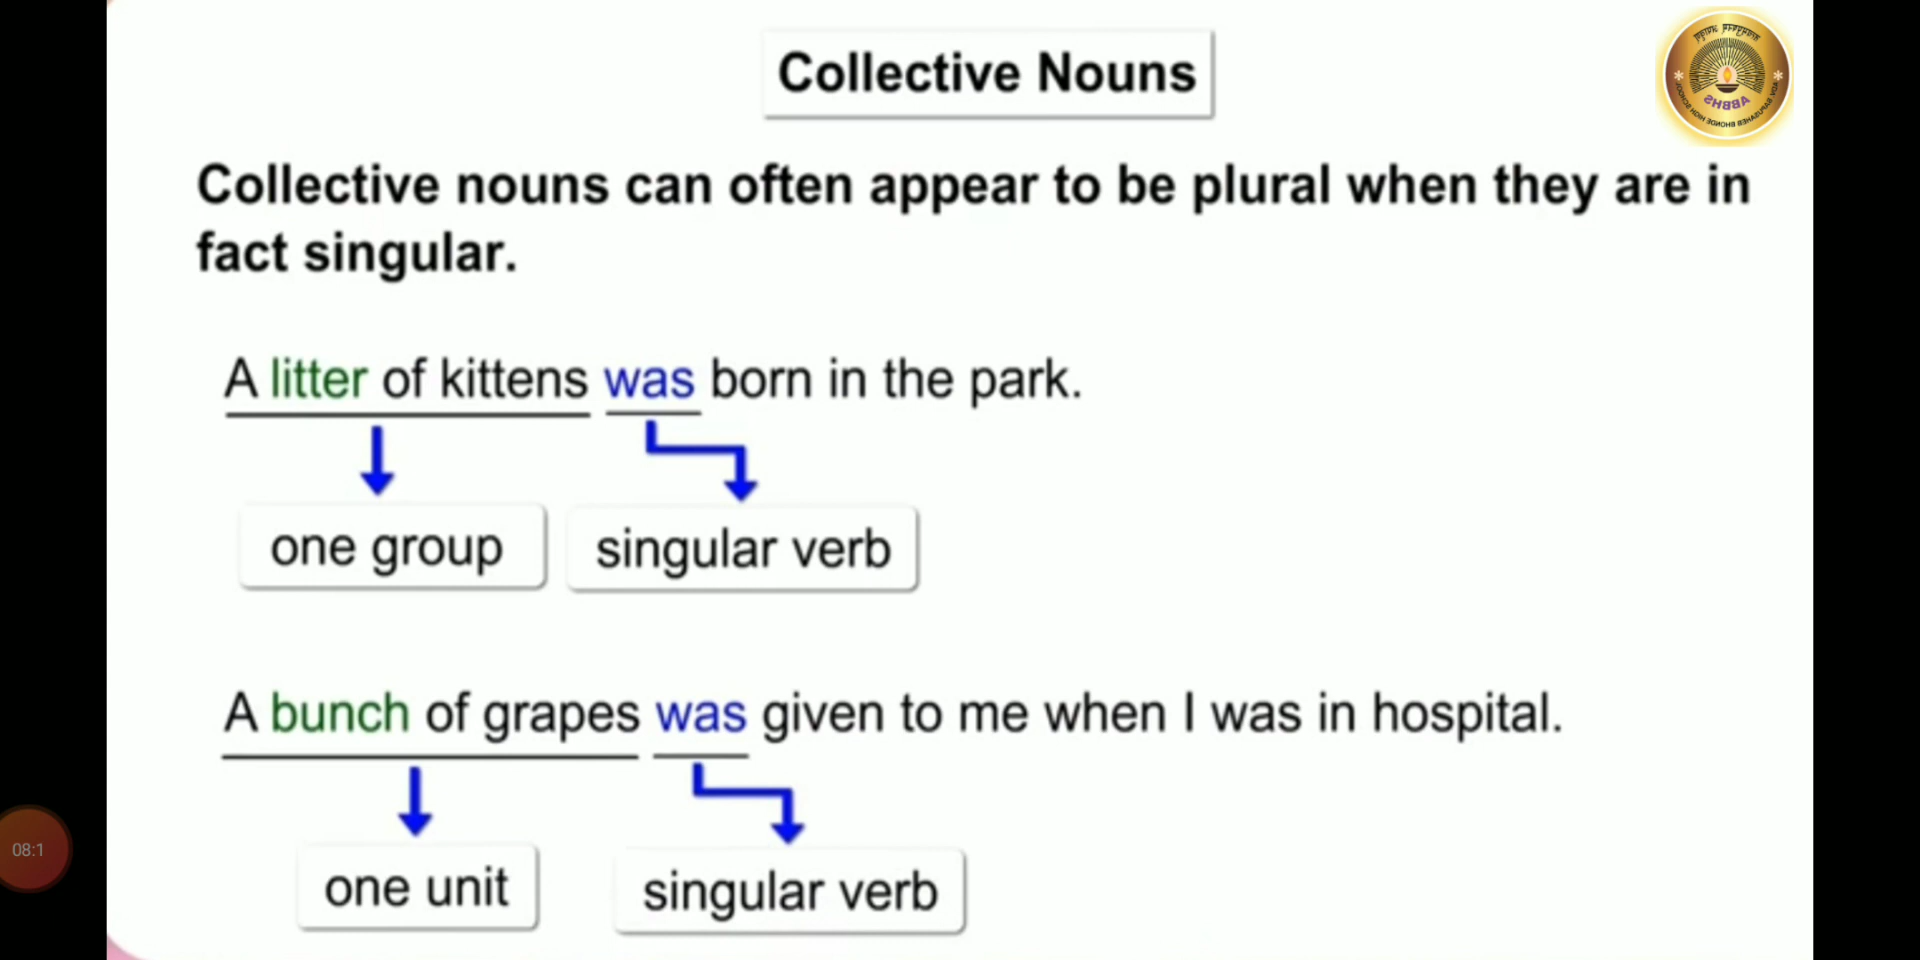 Collective Nouns
Collective nouns can often appear to be plural when they are in
fact singular.
A litter of kittens was born in the park.
one group singular verb
A bunch of grapes was given to me when I was in hospital.
one unit singular verb
08:1
ABBHS